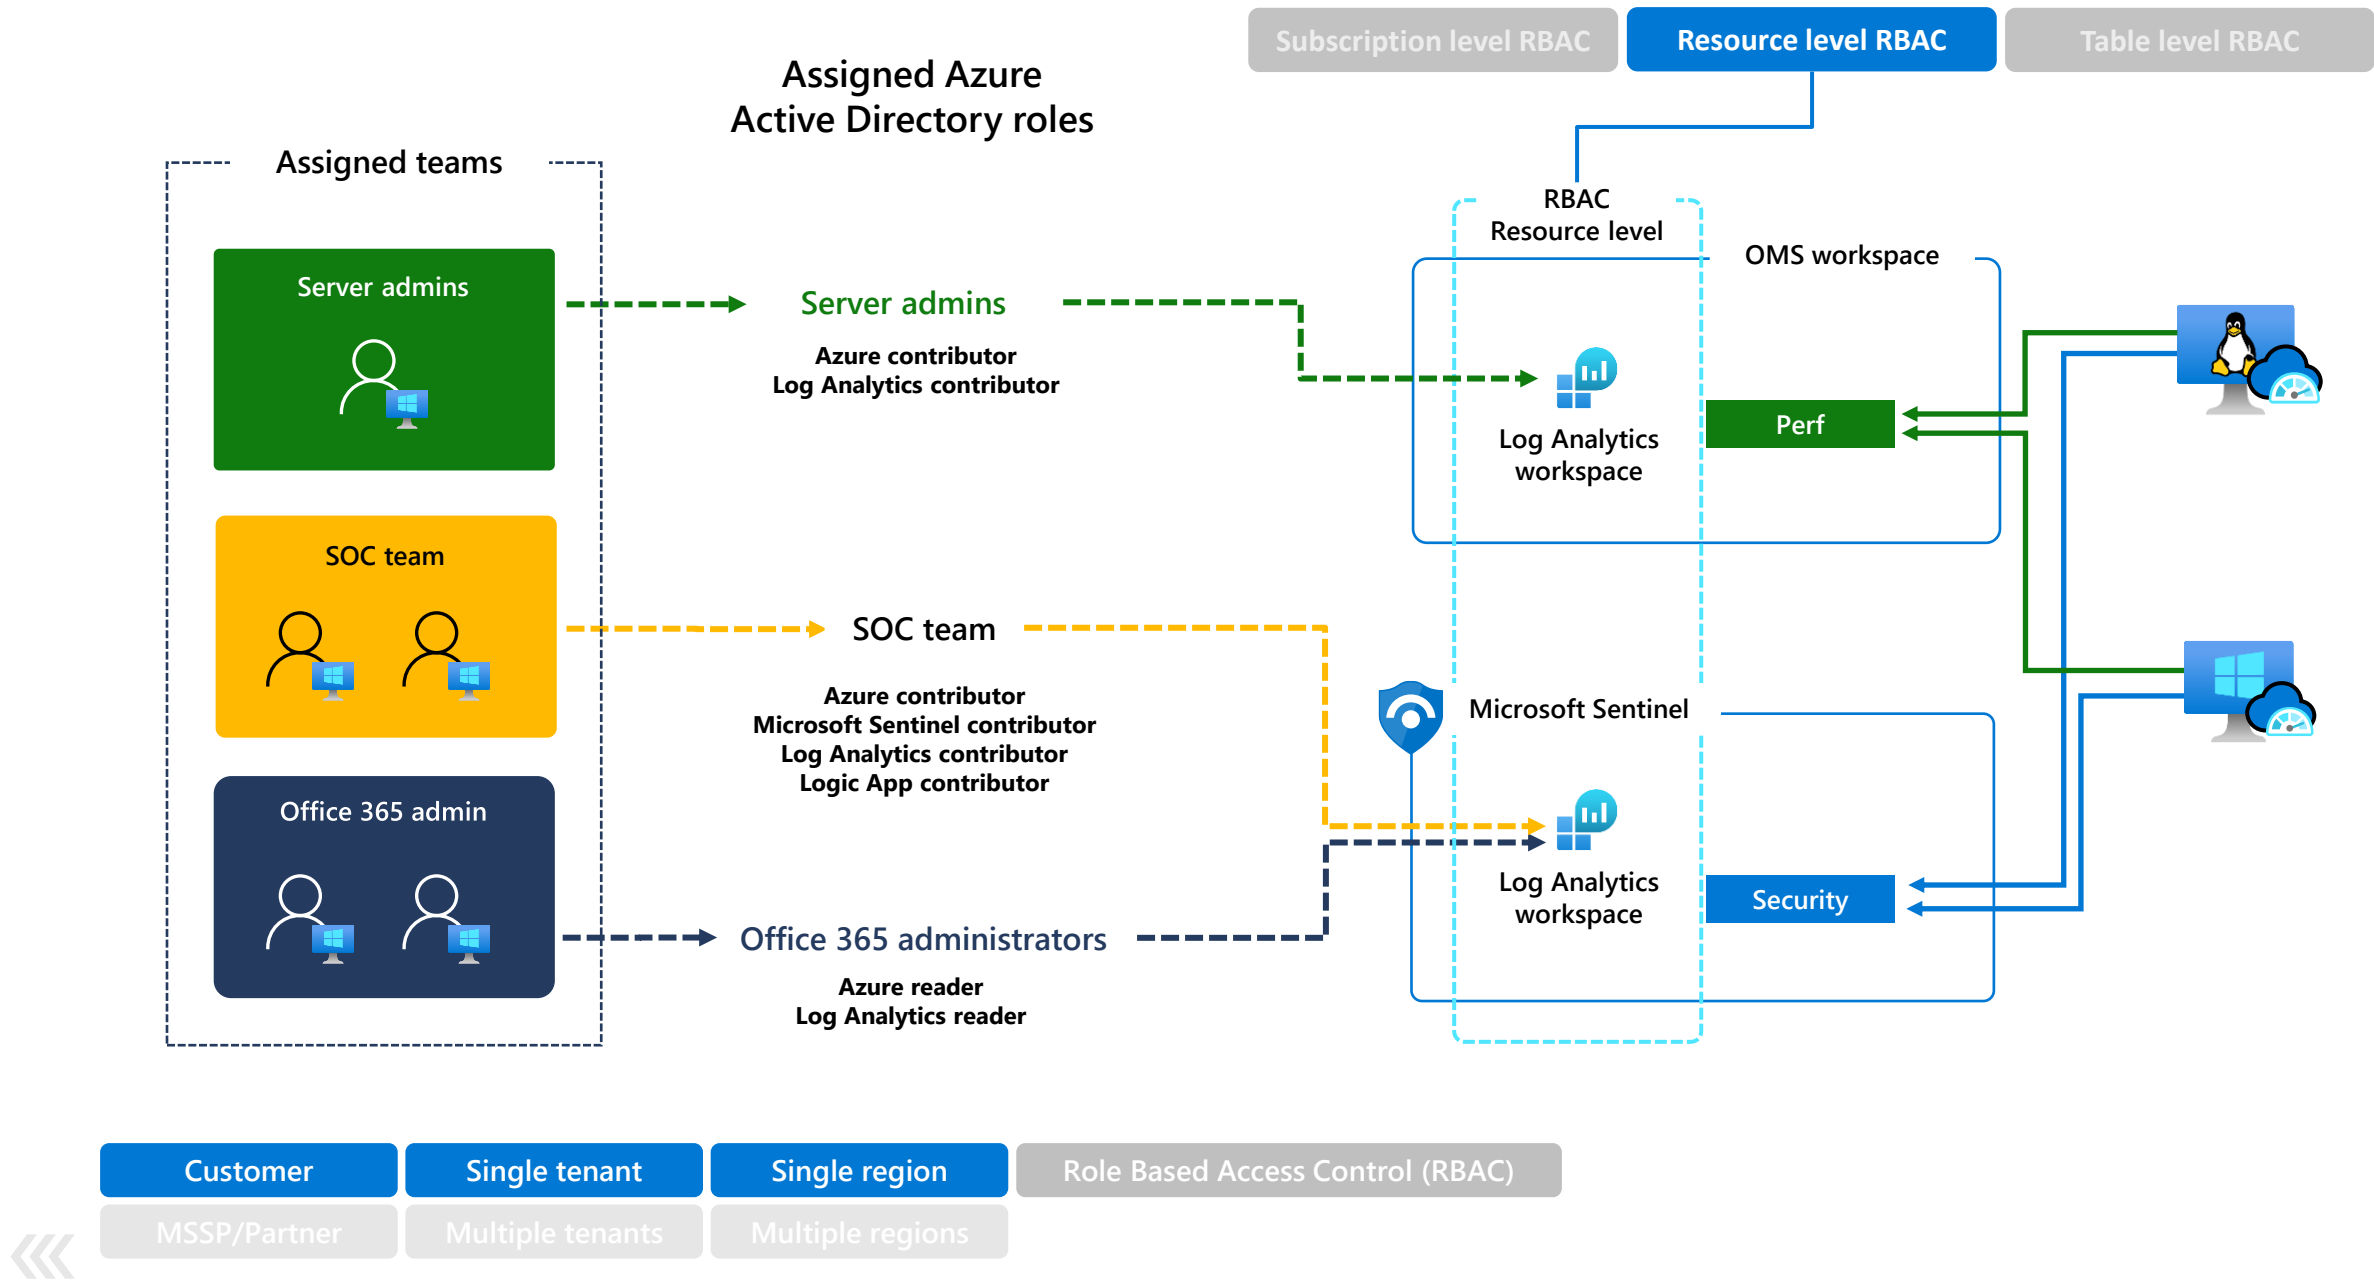 Subscription level RBAC
Resource level RBAC
Table level RBAC
Assigned Azure
Active Directory roles
Assigned teams
RBAC
Resource level
OMS workspace
Server admins
Server admins
Azure contributor
Log Analytics contributor
Log Analytics
workspace
Perf
SOC team
SOC team
Azure contributor
Microsoft Sentinel contributor
Log Analytics contributor
Logic App contributor
Microsoft Sentinel
Office 365 admin
Log Analytics
workspace
Security
Office 365 administrators
Azure reader
Log Analytics reader
Customer
Single tenant
Single region
Role Based Access Control (RBAC)
MSSP/Partner
Multiple tenants
Multiple regions